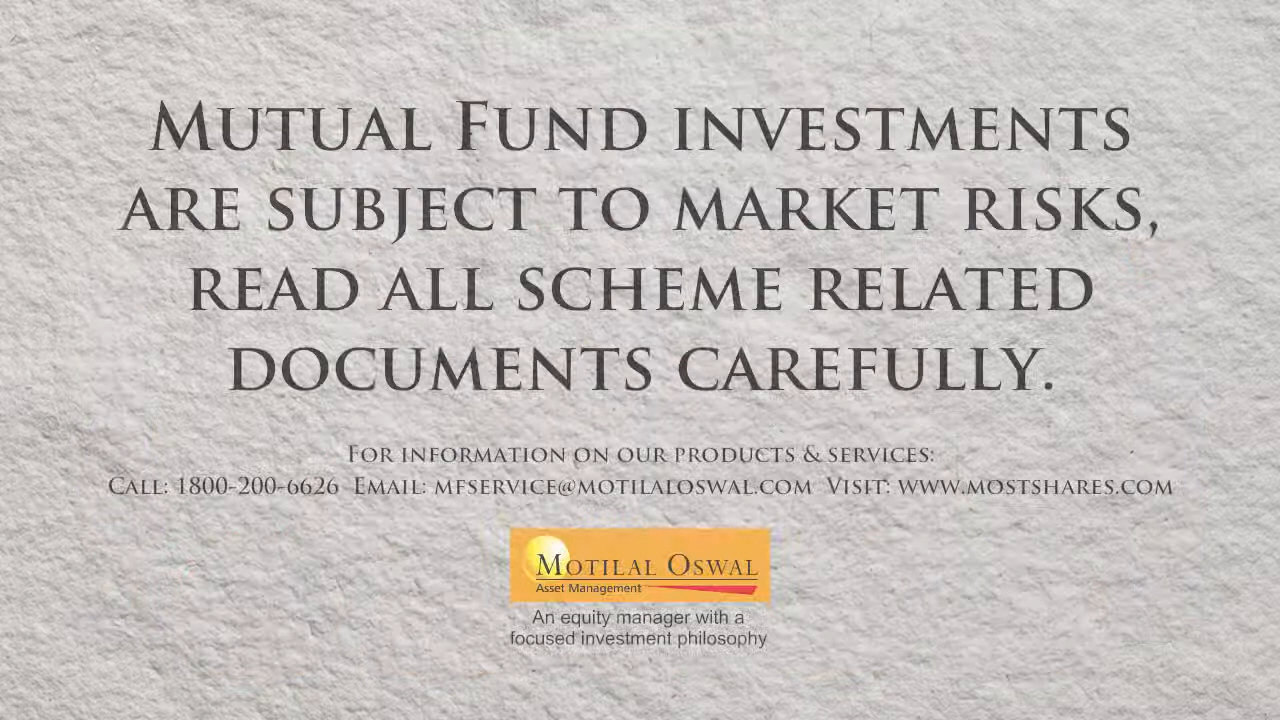 Mutual Fund investments
are subject to market risks,
read all scheme related
documents carefully.
For information on our products & services:
Call: 1800-200-6626 Email: mfservice@motilaloswal.com Visit: www.mostshares.com
Motilal Oswal
Asset Management
An equity manager with a
focused investment philosophy